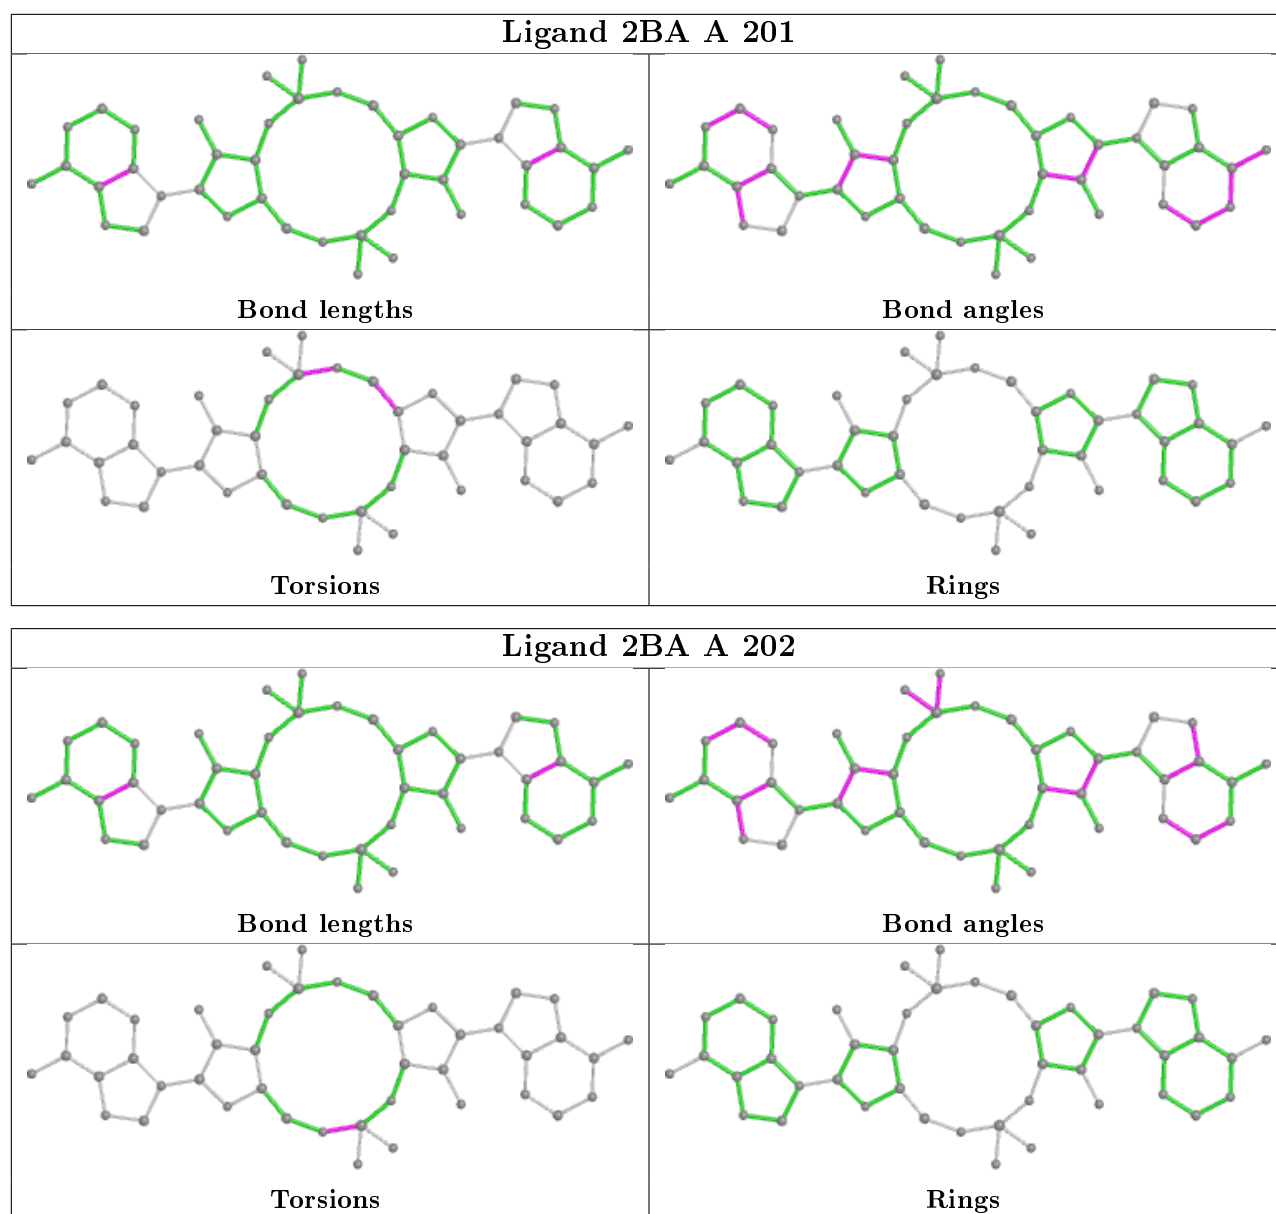 Ligand 2BA A 201
Bond lengths
Bond angles
Torsions
Rings
Ligand 2BA A 202
Bond lengths
Bond angles
Torsions
Rings